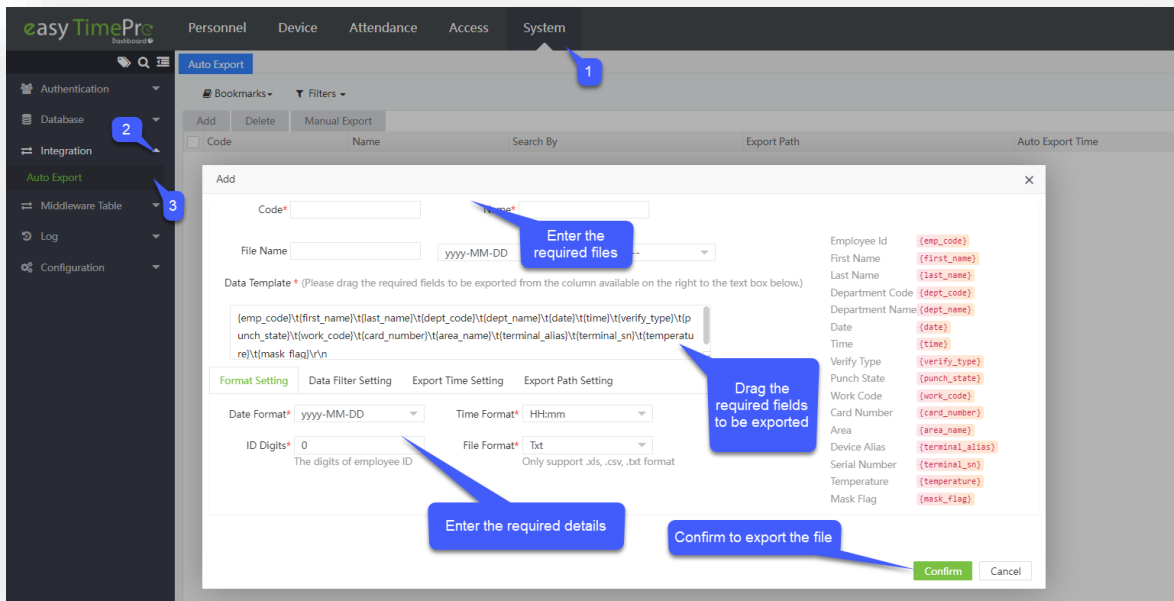 easy TimePro
Dashboard
Personnel Device Attendance Access System
Auto Export
1
Authentication
Bookmarks Filters
Database
Add Delete Manual Export
2
Code Name Search By Export Path Auto Export Time
Integration
Auto Export
3
Middleware Table
Log
Configuration
Add
Code* Name*
Enter the
required files
File Name yyyy-MM-DD
Data Template * (Please drag the required fields to be exported from the column available on the right to the text box below.)
{emp_code}\t{first_name}\t{last_name}\t{dept_code}\t{dept_name}\t{date}\t{time}\t{verify_type}\t{p
unch_state}\t{work_code}\t{card_number}\t{area_name}\t{terminal_alias}\t{terminal_sn}\t{temperatu
re}\t{mask_flag}\r\n
Format Setting Data Filter Setting Export Time Setting Export Path Setting
Date Format* yyyy-MM-DD Time Format* HH:mm
ID Digits* 0 File Format* Txt
The digits of employee ID Only support .xls, .csv, .txt format
Employee Id {emp_code}
First Name {first_name}
Last Name {last_name}
Department Code {dept_code}
Department Name {dept_name}
Date {date}
Time {time}
Verify Type {verify_type}
Punch State {punch_state}
Work Code {work_code}
Card Number {card_number}
Area {area_name}
Device Alias {terminal_alias}
Serial Number {terminal_sn}
Temperature {temperature}
Mask Flag {mask_flag}
Drag the
required fields
to be exported
Enter the required details
Confirm to export the file
Confirm Cancel